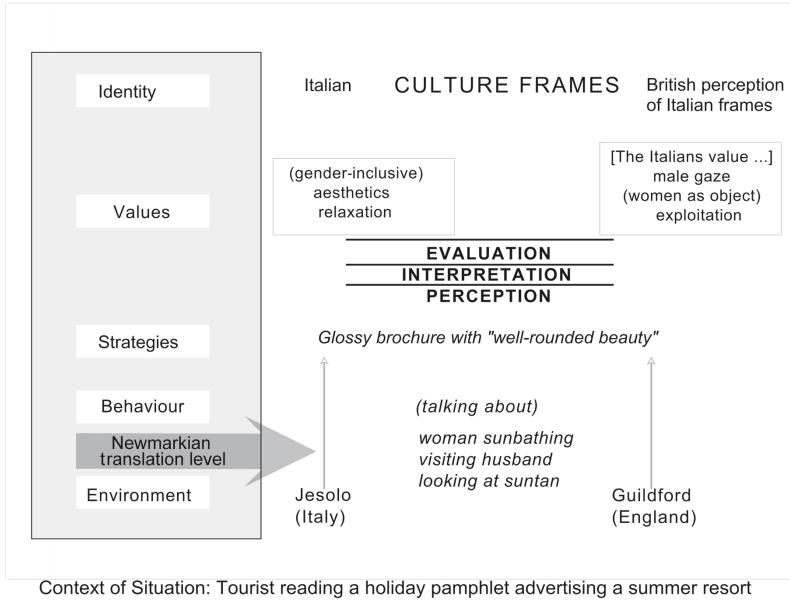 Identity
Italian
CULTURE FRAMES
British perception
of Italian frames
Values
(gender-inclusive)
aesthetics
relaxation
[The Italians value ...]
male gaze
(women as object)
exploitation
EVALUATION
INTERPRETATION
PERCEPTION
Strategies
Glossy brochure with "well-rounded beauty"
Behaviour
(talking about)
Newmarkian
translation level
woman sunbathing
visiting husband
looking at suntan
Environment
Jesolo
(Italy)
Guildford
(England)
Context of Situation: Tourist reading a holiday pamphlet advertising a summer resort